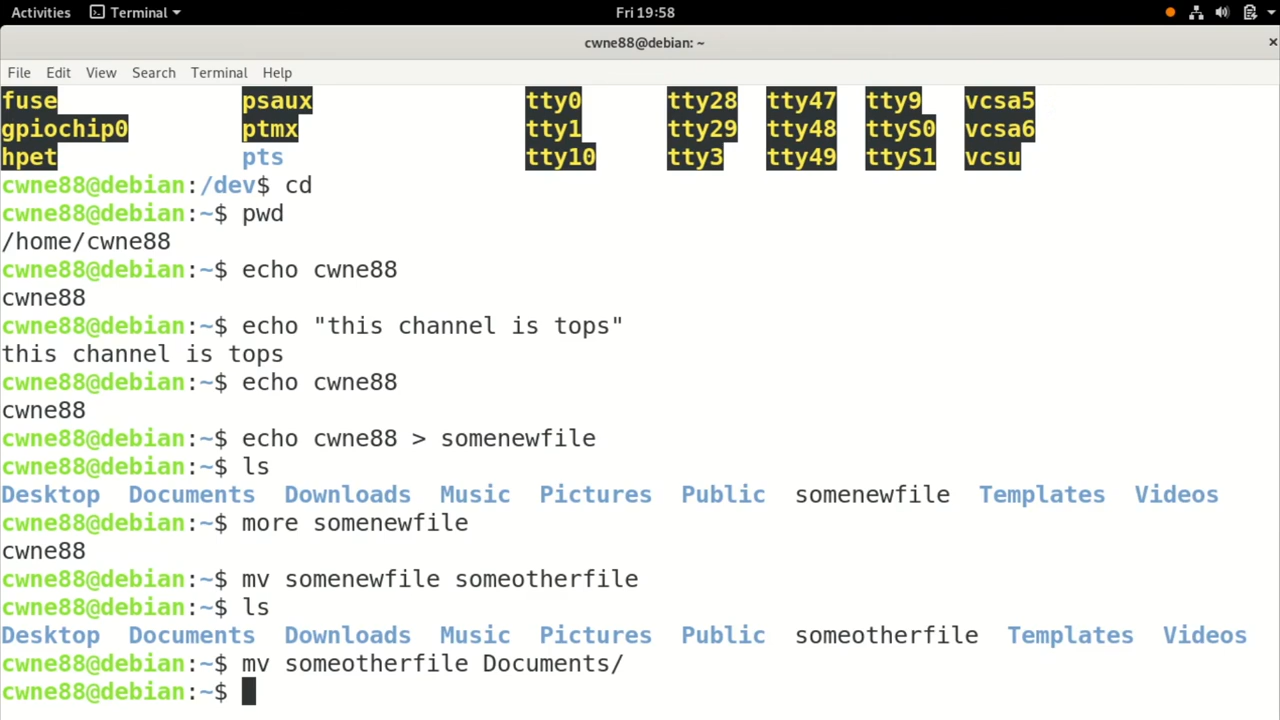 Activities Terminal Fri 19:58
cwne88@debian: ~ ×
File Edit View Search Terminal Help
fuse psaux tty0 tty28 tty47 tty9 vcsa5
gpiochip0 ptmx tty1 tty29 tty48 ttyS0 vcsa6
hpet pts tty10 tty3 tty49 ttyS1 vcsu
cwne88@debian:/dev$ cd
cwne88@debian:~$ pwd
/home/cwne88
cwne88@debian:~$ echo cwne88
cwne88
cwne88@debian:~$ echo "this channel is tops"
this channel is tops
cwne88@debian:~$ echo cwne88
cwne88
cwne88@debian:~$ echo cwne88 > somenewfile
cwne88@debian:~$ ls
Desktop Documents Downloads Music Pictures Public somenewfile Templates Videos
cwne88@debian:~$ more somenewfile
cwne88
cwne88@debian:~$ mv somenewfile someotherfile
cwne88@debian:~$ ls
Desktop Documents Downloads Music Pictures Public someotherfile Templates Videos
cwne88@debian:~$ mv someotherfile Documents/
cwne88@debian:~$